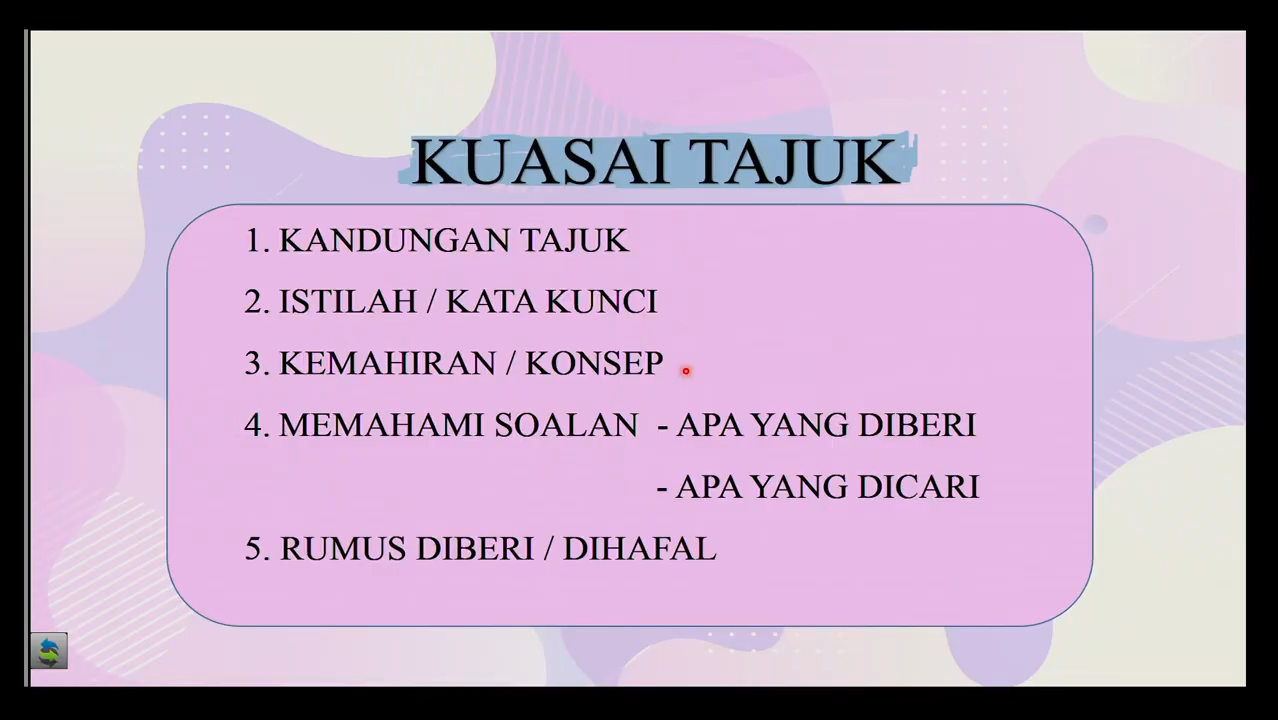 KUASAI TAJUK
1. KANDUNGAN TAJUK
2. ISTILAH / KATA KUNCI
3. KEMAHIRAN / KONSEP
4. MEMAHAMI SOALAN - APA YANG DIBERI
- APA YANG DICARI
5. RUMUS DIBERI / DIHAFAL